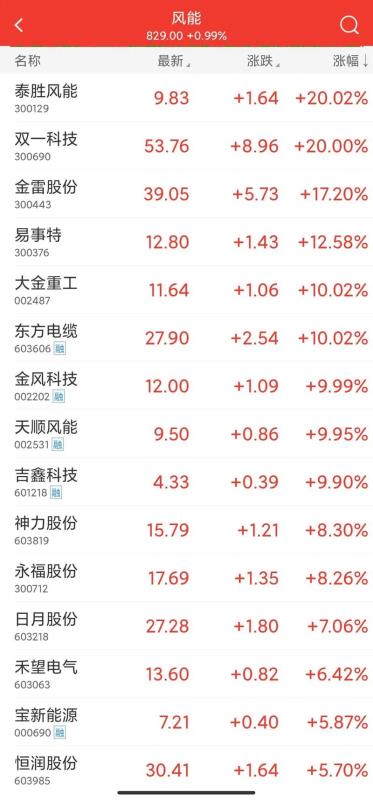 风能
829.00 +0.99%
名称 最新 涨跌 涨幅↓
泰胜风能 9.83 +1.64 +20.02%
300129
双一科技 53.76 +8.96 +20.00%
300690
金雷股份 39.05 +5.73 +17.20%
300443
易事特 12.80 +1.43 +12.58%
300376
大金重工 11.64 +1.06 +10.02%
002487
东方电缆 27.90 +2.54 +10.02%
603606 融
金风科技 12.00 +1.09 +9.99%
002202 融
天顺风能 9.50 +0.86 +9.95%
002531 融
吉鑫科技 4.33 +0.39 +9.90%
601218 融
神力股份 15.79 +1.21 +8.30%
603819
永福股份 17.69 +1.35 +8.26%
300712
日月股份 27.28 +1.80 +7.06%
603218
禾望电气 13.60 +0.82 +6.42%
603063
宝新能源 7.21 +0.40 +5.87%
000690 融
恒润股份 30.41 +1.64 +5.70%
603985